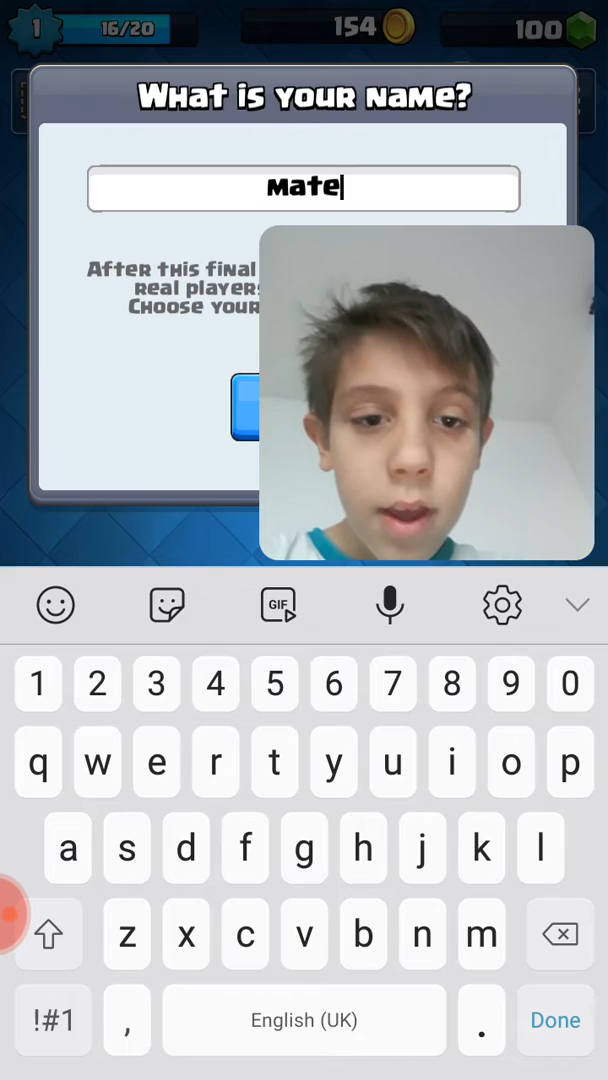 1
16/20
154
100
What is your name?
Mate
After this final
real players
Choose your
GIF
1 2 3 4 5 6 7 8 9 0
q w e r t y u i o p
a s d f g h j k l
z x c v b n m
!#1 , English (UK) . Done